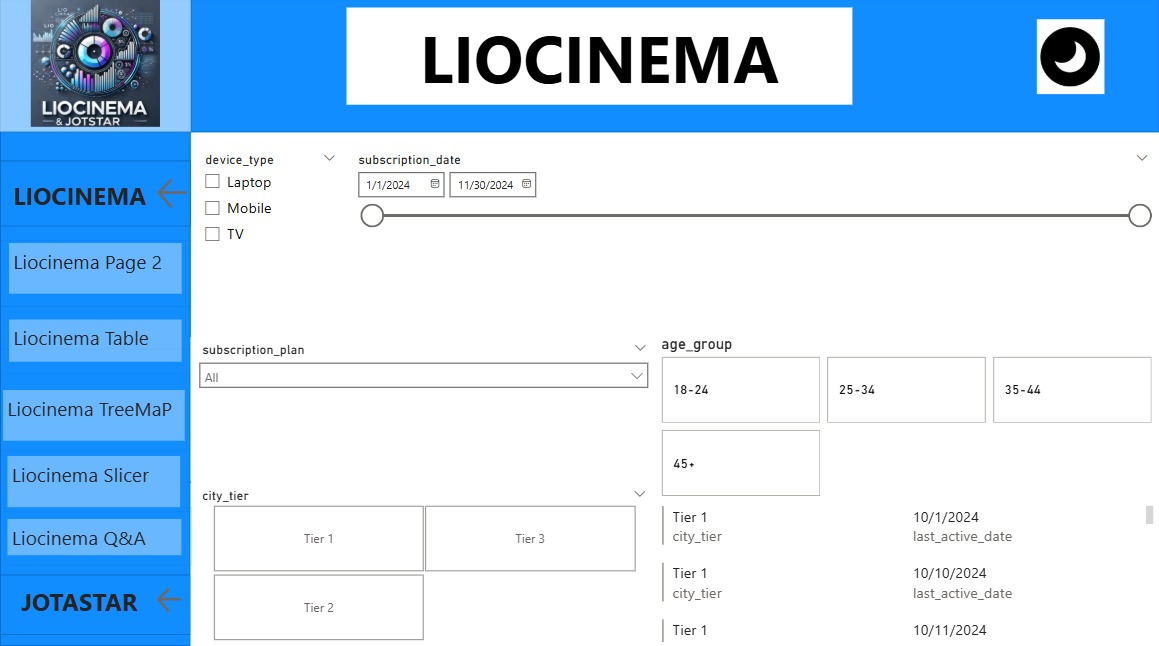 LIO
LIOCINEMA
& JOTSTAR
LIOCINEMA
LIOCINEMA
Liocinema Page 2
Liocinema Table
Liocinema TreeMaP
Liocinema Slicer
Liocinema Q&A
JOTASTAR
device_type
Laptop
Mobile
TV
subscription_date
1/1/2024
11/30/2024
subscription_plan
All
age_group
18-24
25-34
35-44
45+
city_tier
Tier 1
Tier 3
Tier 2
Tier 1 10/1/2024
city_tier last_active_date
Tier 1 10/10/2024
city_tier last_active_date
Tier 1 10/11/2024